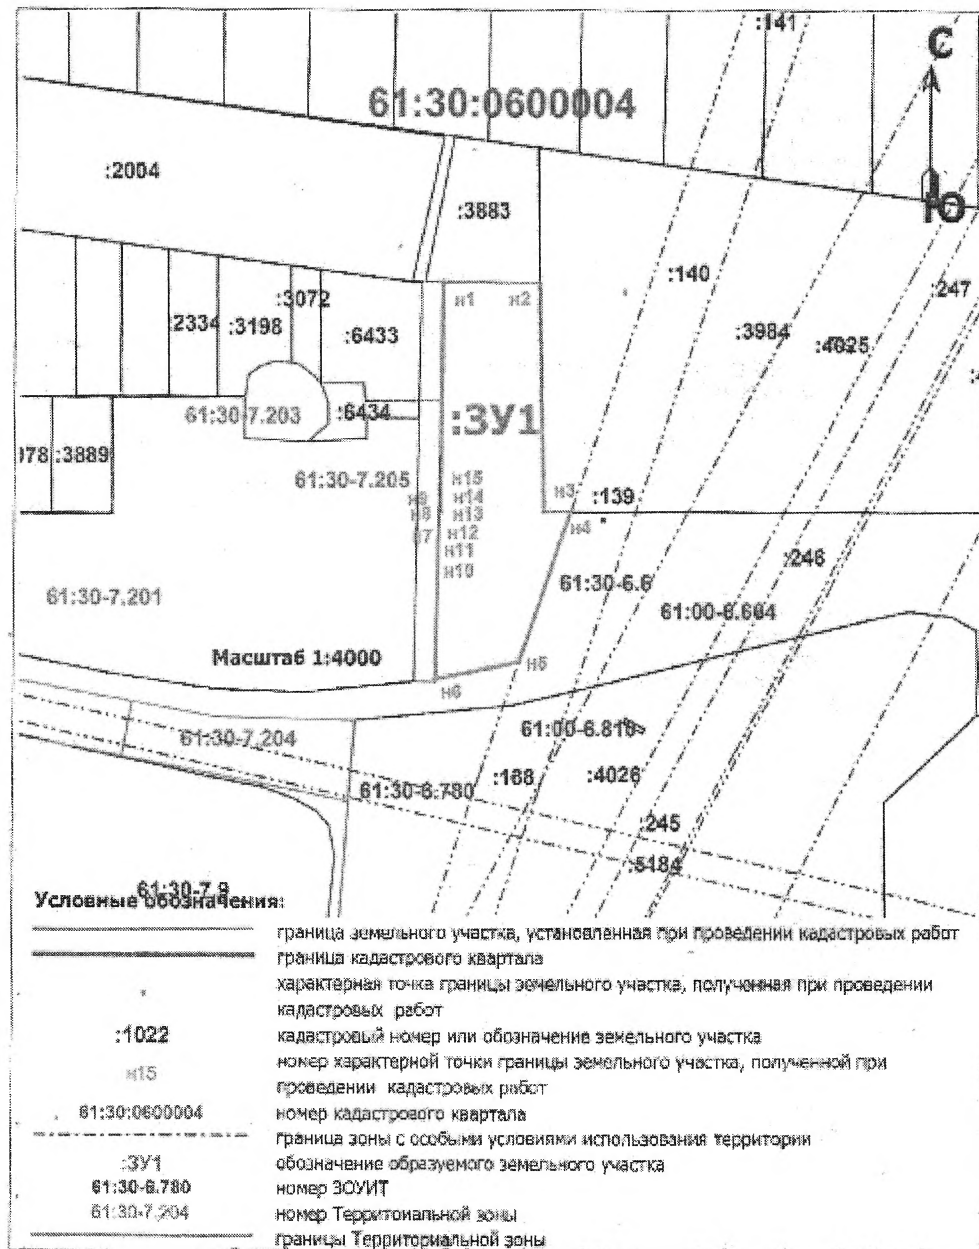 :141
С
61:30:0600004
:2004
:3883
Ю
:140
:247
н1 н2
:3072
:2334 :3198 :6433
:3984 :4025
61:30-7.203 :6434
:ЗУ1
:3889
61:30-7.205
н15
н3
:139
н9 н14
н8 н13
н4
н7 н12
н11
н10
:246
61:30-6.6
61:30-7.201
61:00-6.664
Масштаб 1:4000
н5
н6
61:00-6.810
61:30-7.204
:188 :4026
61:30-6.780
:245
:5184
61:30-7.9
Условные обозначения:
граница земельного участка, установленная при проведении кадастровых работ
граница кадастрового квартала
характерная точка границы земельного участка, полученная при проведении
кадастровых работ
:1022 кадастровый номер или обозначение земельного участка
н15 номер характерной точки границы земельного участка, полученной при
проведении кадастровых работ
61:30:0600004 номер кадастрового квартала
граница зоны с особыми условиями использования территории
:ЗУ1 обозначение образуемого земельного участка
61:30-6.780 номер ЗОУИТ
61:30-7.204 номер Территоиальной зоны
границы Территориальной зоны